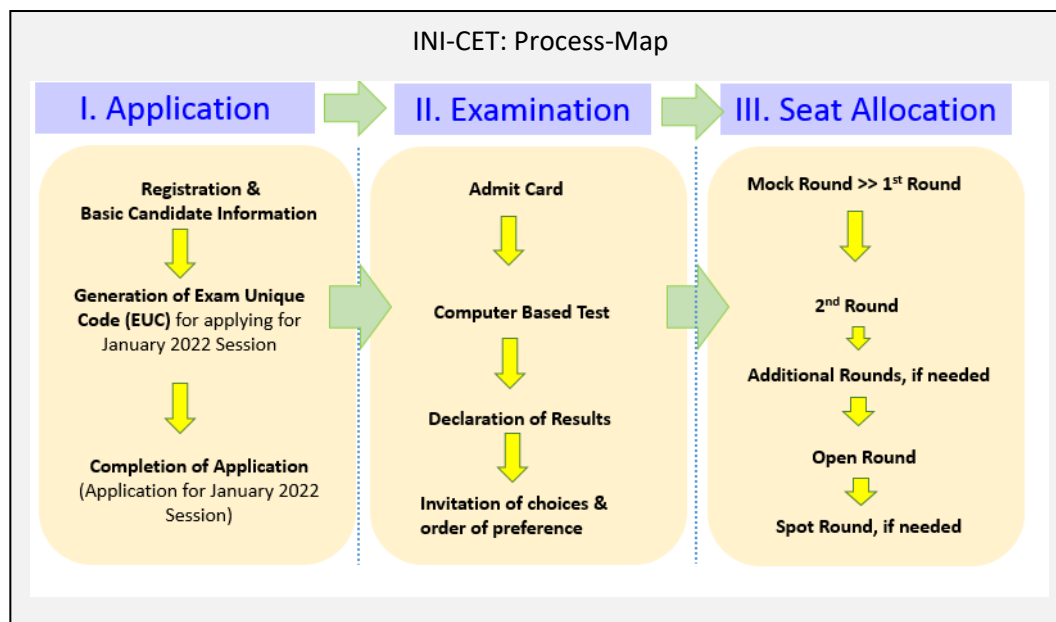 INI-CET: Process-Map
I. Application
II. Examination
III. Seat Allocation
Registration &
Basic Candidate Information
Generation of Exam Unique
Code (EUC) for applying for
January 2022 Session
Completion of Application
(Application for January 2022
Session)
Admit Card
Computer Based Test
Declaration of Results
Invitation of choices &
order of preference
Mock Round >> 1st Round
2nd Round
Additional Rounds, if needed
Open Round
Spot Round, if needed